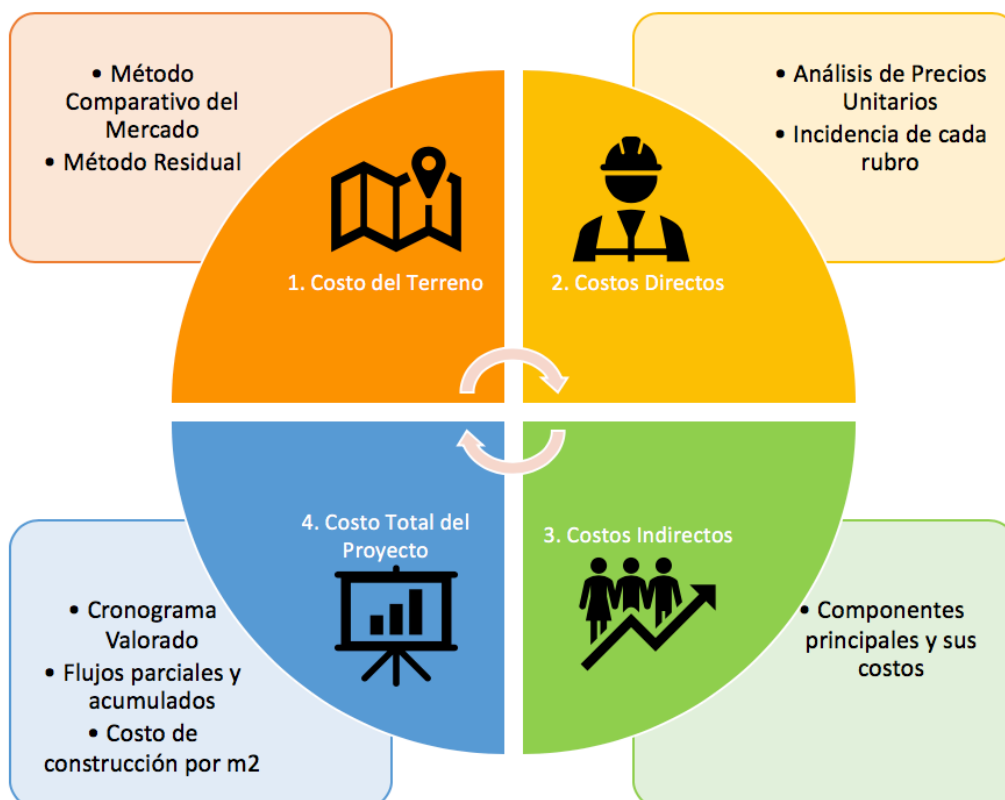 • Método
Comparativo del
Mercado
• Método Residual
• Análisis de Precios
Unitarios
• Incidencia de cada
rubro
1. Costo del Terreno
2. Costos Directos
4. Costo Total del
Proyecto
3. Costos Indirectos
• Cronograma
Valorado
• Flujos parciales y
acumulados
• Costo de
construcción por m2
• Componentes
principales y sus
costos